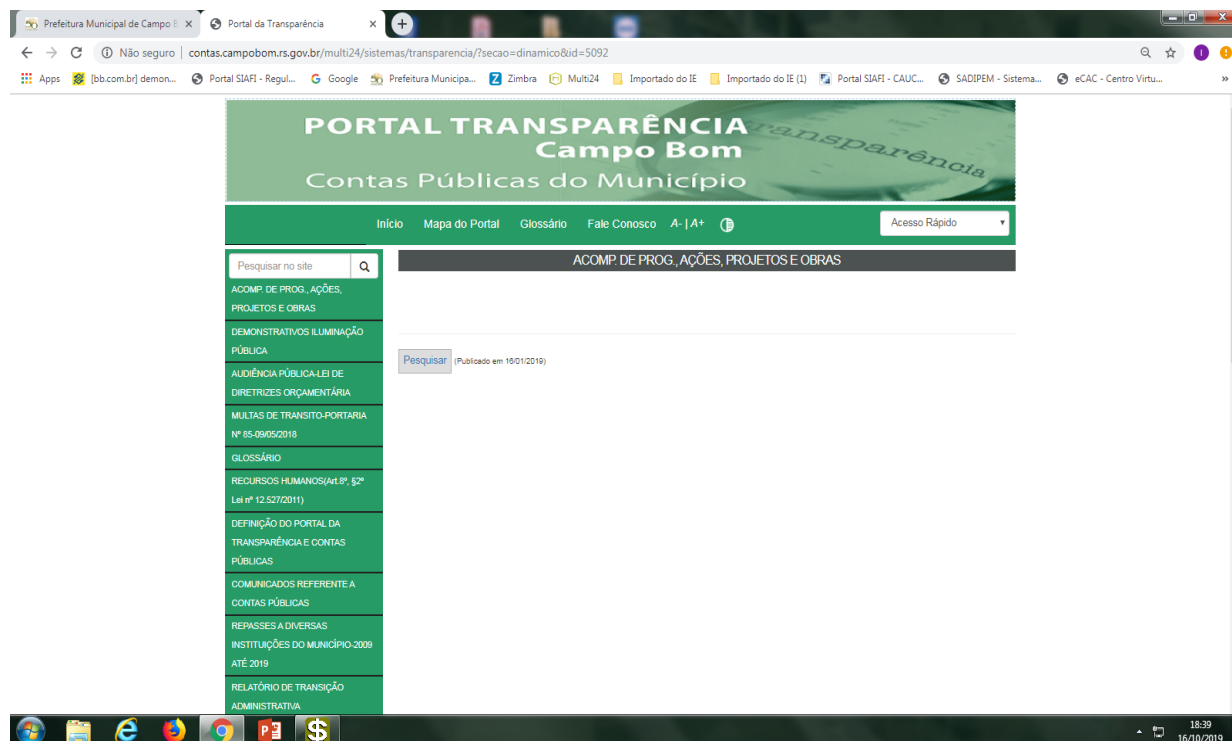 Prefeitura Municipal de Campo B
Portal da Transparência
Não seguro | contas.campobom.rs.gov.br/multi24/sistemas/transparencia/?secao=dinamico&id=5092
Apps [bb.com.br] demon... Portal SIAFI - Regul... Google Prefeitura Municipa... Zimbra Multi24 Importado do IE Importado do IE (1) Portal SIAFI - CAUC... SADIPEM - Sistema... eCAC - Centro Virtu... »
PORTAL TRANSPARÊNCIA
Campo Bom
Contas Públicas do Município
transparência
Início Mapa do Portal Glossário Fale Conosco A- | A+ Acesso Rápido
Pesquisar no site
ACOMP. DE PROG., AÇÕES, PROJETOS E OBRAS
ACOMP. DE PROG., AÇÕES,
PROJETOS E OBRAS
DEMONSTRATIVOS ILUMINAÇÃO
PÚBLICA
Pesquisar (Publicado em 16/01/2019)
AUDIÊNCIA PÚBLICA-LEI DE
DIRETRIZES ORÇAMENTÁRIA
MULTAS DE TRANSITO-PORTARIA
Nº 85-09/05/2018
GLOSSÁRIO
RECURSOS HUMANOS(Art.8º, §2º
Lei nº 12.527/2011)
DEFINIÇÃO DO PORTAL DA
TRANSPARÊNCIA E CONTAS
PÚBLICAS
COMUNICADOS REFERENTE A
CONTAS PÚBLICAS
REPASSES A DIVERSAS
INSTITUIÇÕES DO MUNICÍPIO-2009
ATÉ 2019
RELATÓRIO DE TRANSIÇÃO
ADMINISTRATIVA
18:39
16/10/2019